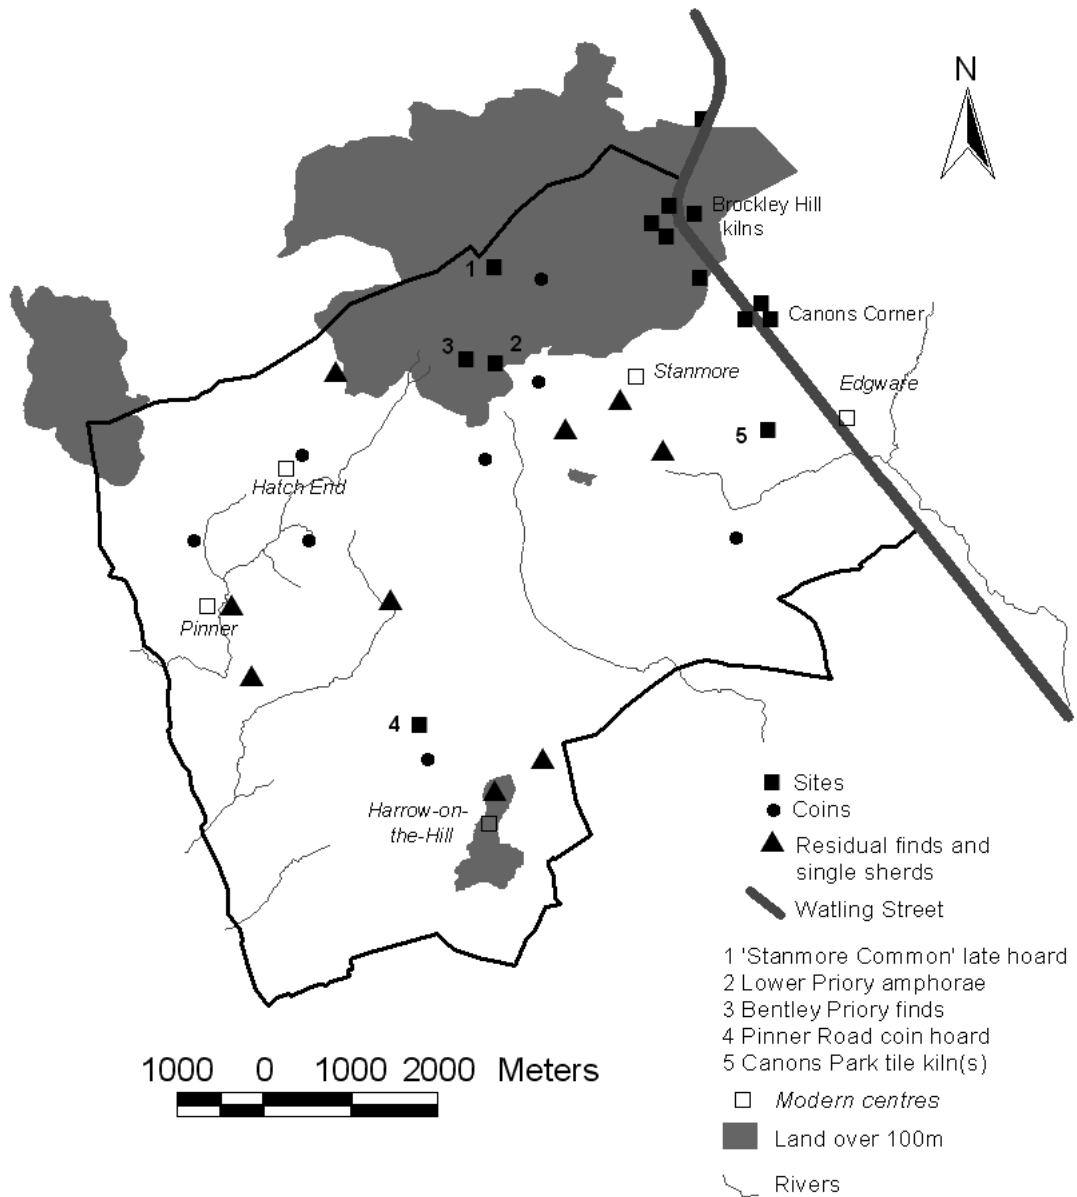 N
Brockley Hill
kilns
1
Canons Corner
3
2
Stanmore
Edgware
5
Hatch End
Pinner
4
Harrow-on-
the-Hill
Sites
Coins
Residual finds and
single sherds
Watling Street
1 'Stanmore Common' late hoard
2 Lower Priory amphorae
3 Bentley Priory finds
4 Pinner Road coin hoard
5 Canons Park tile kiln(s)
1000 0 1000 2000 Meters
Modern centres
Land over 100m
Rivers